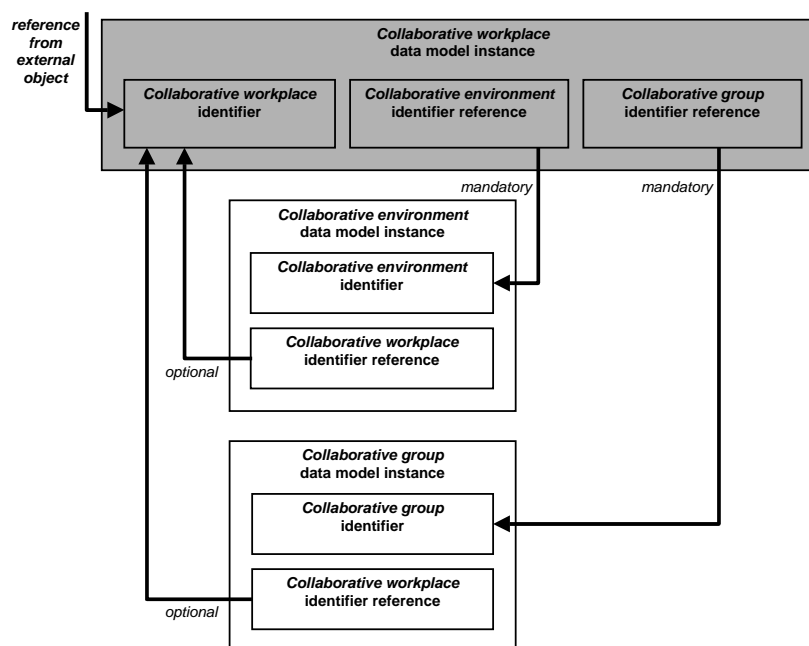 reference
from
external
object
Collaborative workplace
data model instance
Collaborative workplace
identifier
Collaborative environment
identifier reference
Collaborative group
identifier reference
mandatory
mandatory
Collaborative environment
data model instance
Collaborative environment
identifier
Collaborative workplace
identifier reference
optional
Collaborative group
data model instance
Collaborative group
identifier
Collaborative workplace
identifier reference
optional